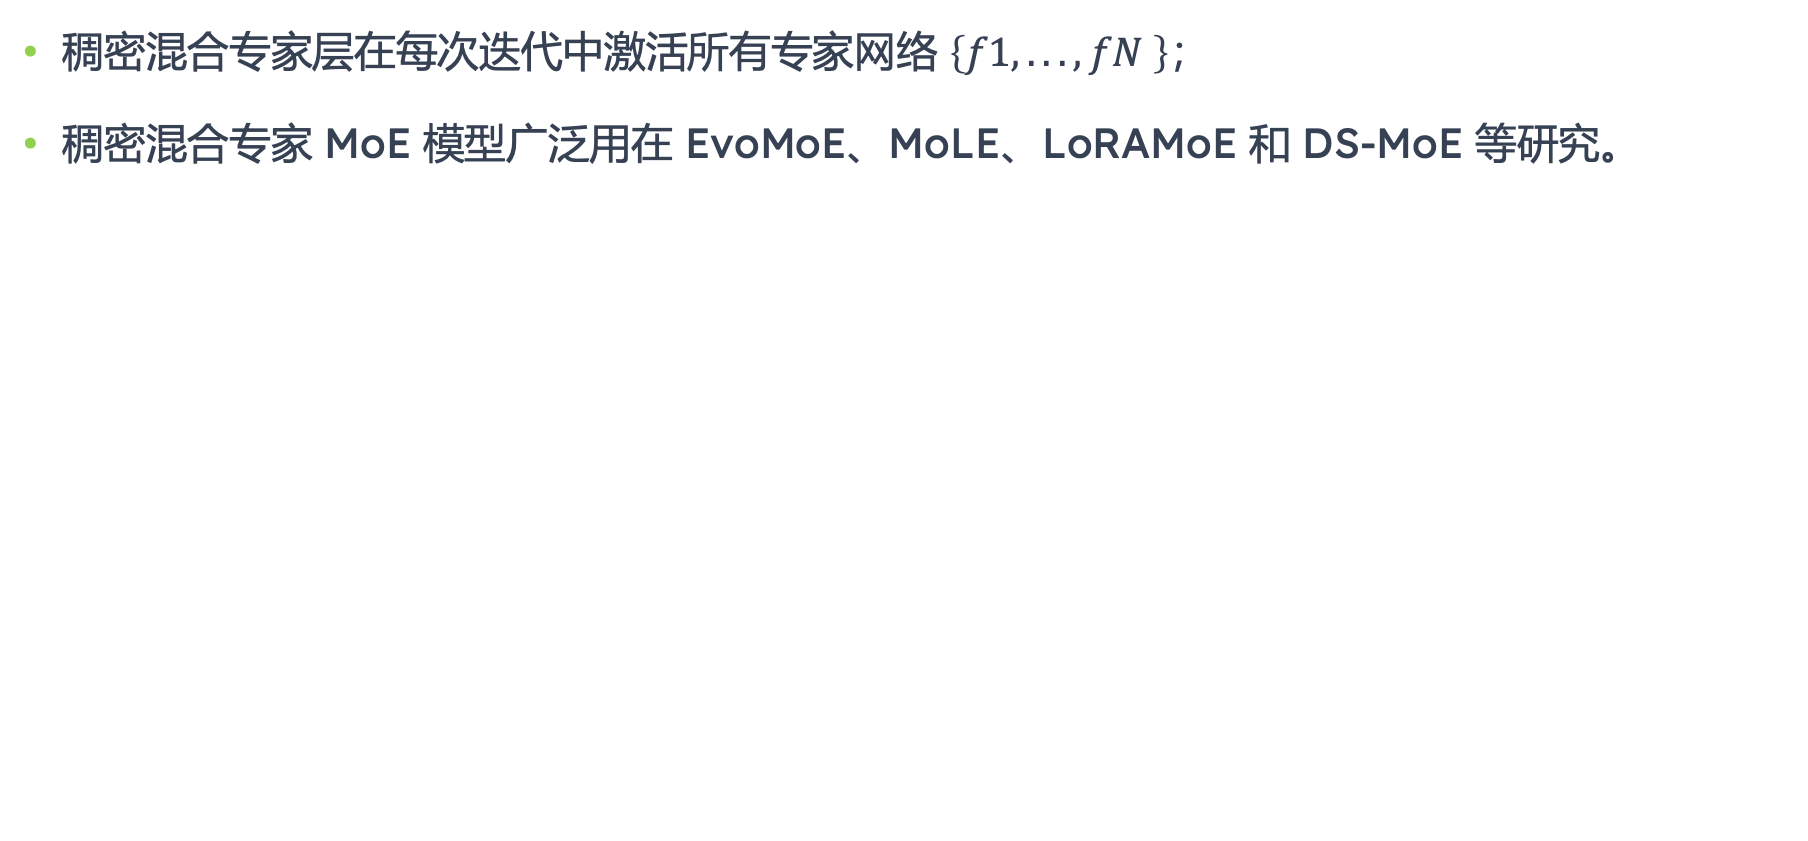 • 稠密混合专家层在每次迭代中激活所有专家网络 {f1,...,fN };
• 稠密混合专家 MoE 模型广泛用在 EvoMoE、MoLE、LoRAMoE 和 DS-MoE 等研究。